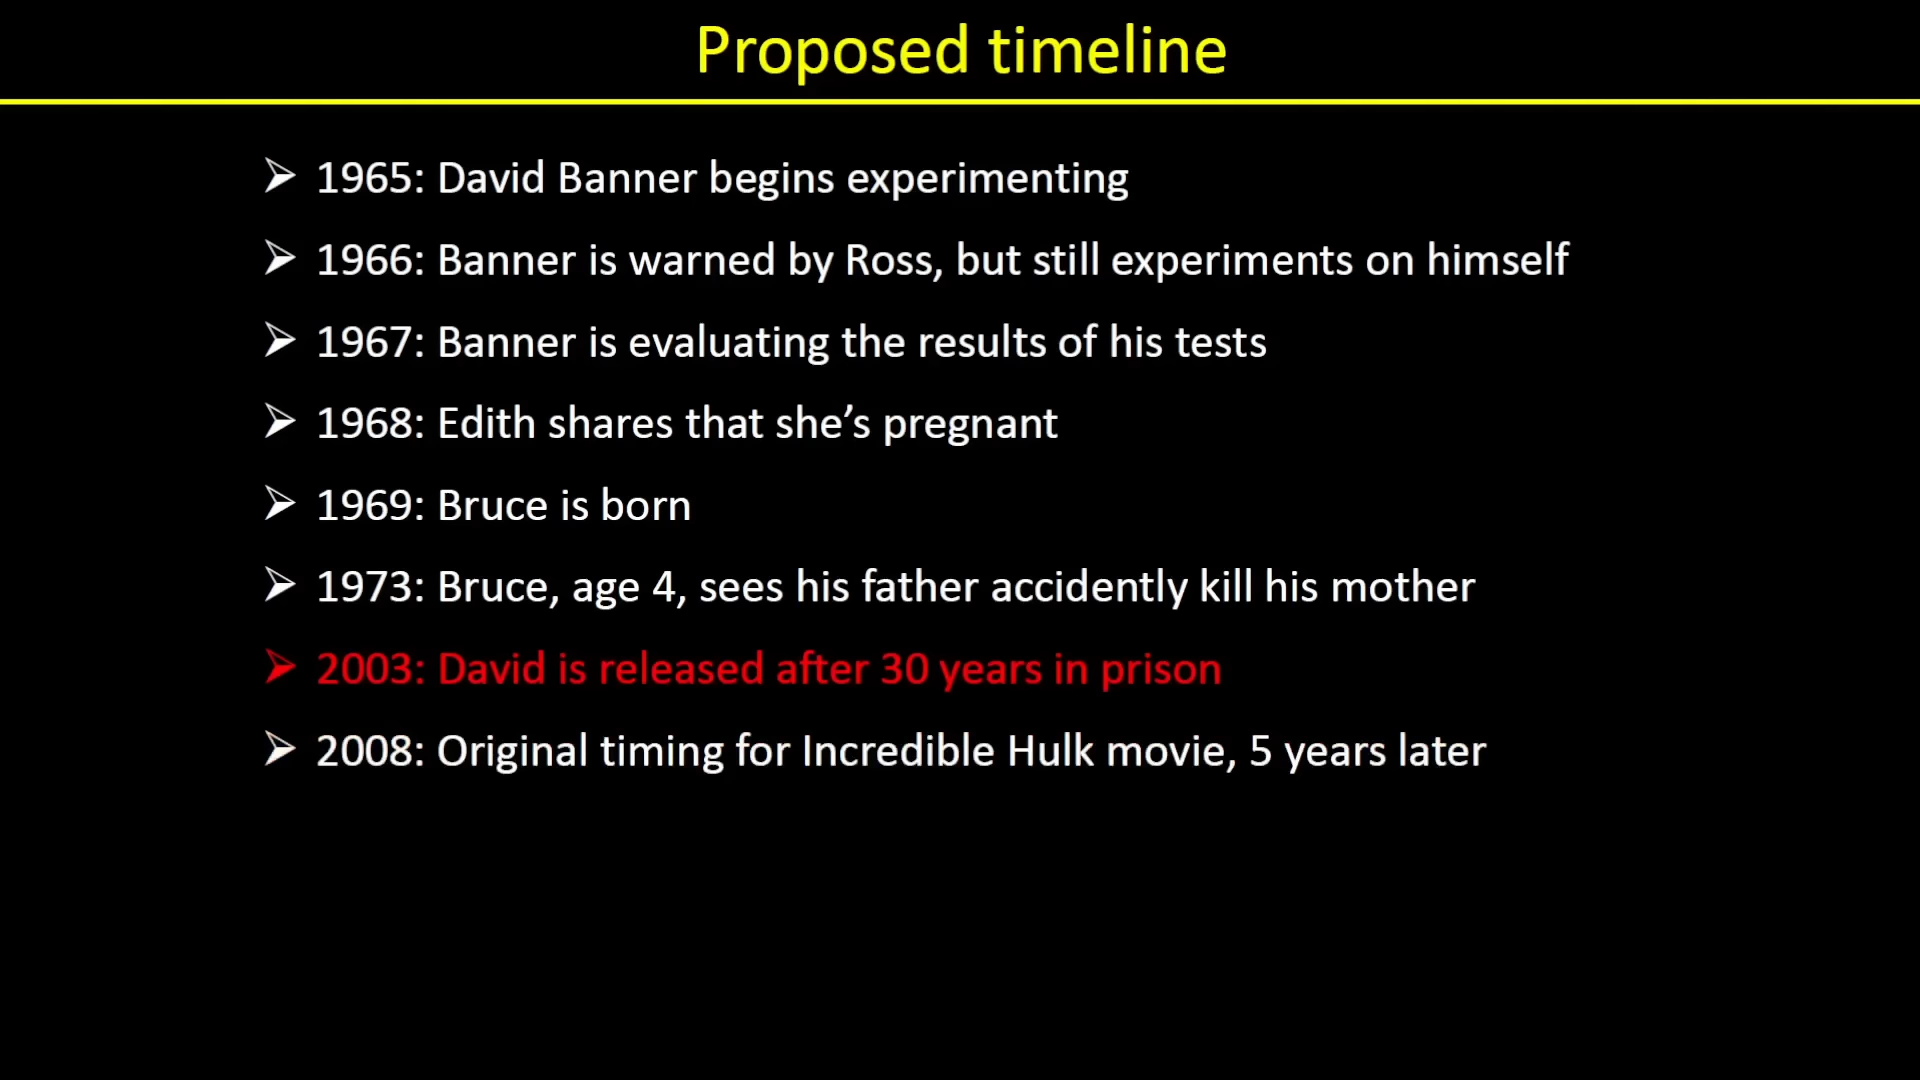 Proposed timeline
➢ 1965: David Banner begins experimenting
➢ 1966: Banner is warned by Ross, but still experiments on himself
➢ 1967: Banner is evaluating the results of his tests
➢ 1968: Edith shares that she’s pregnant
➢ 1969: Bruce is born
➢ 1973: Bruce, age 4, sees his father accidently kill his mother
➢ 2003: David is released after 30 years in prison
➢ 2008: Original timing for Incredible Hulk movie, 5 years later